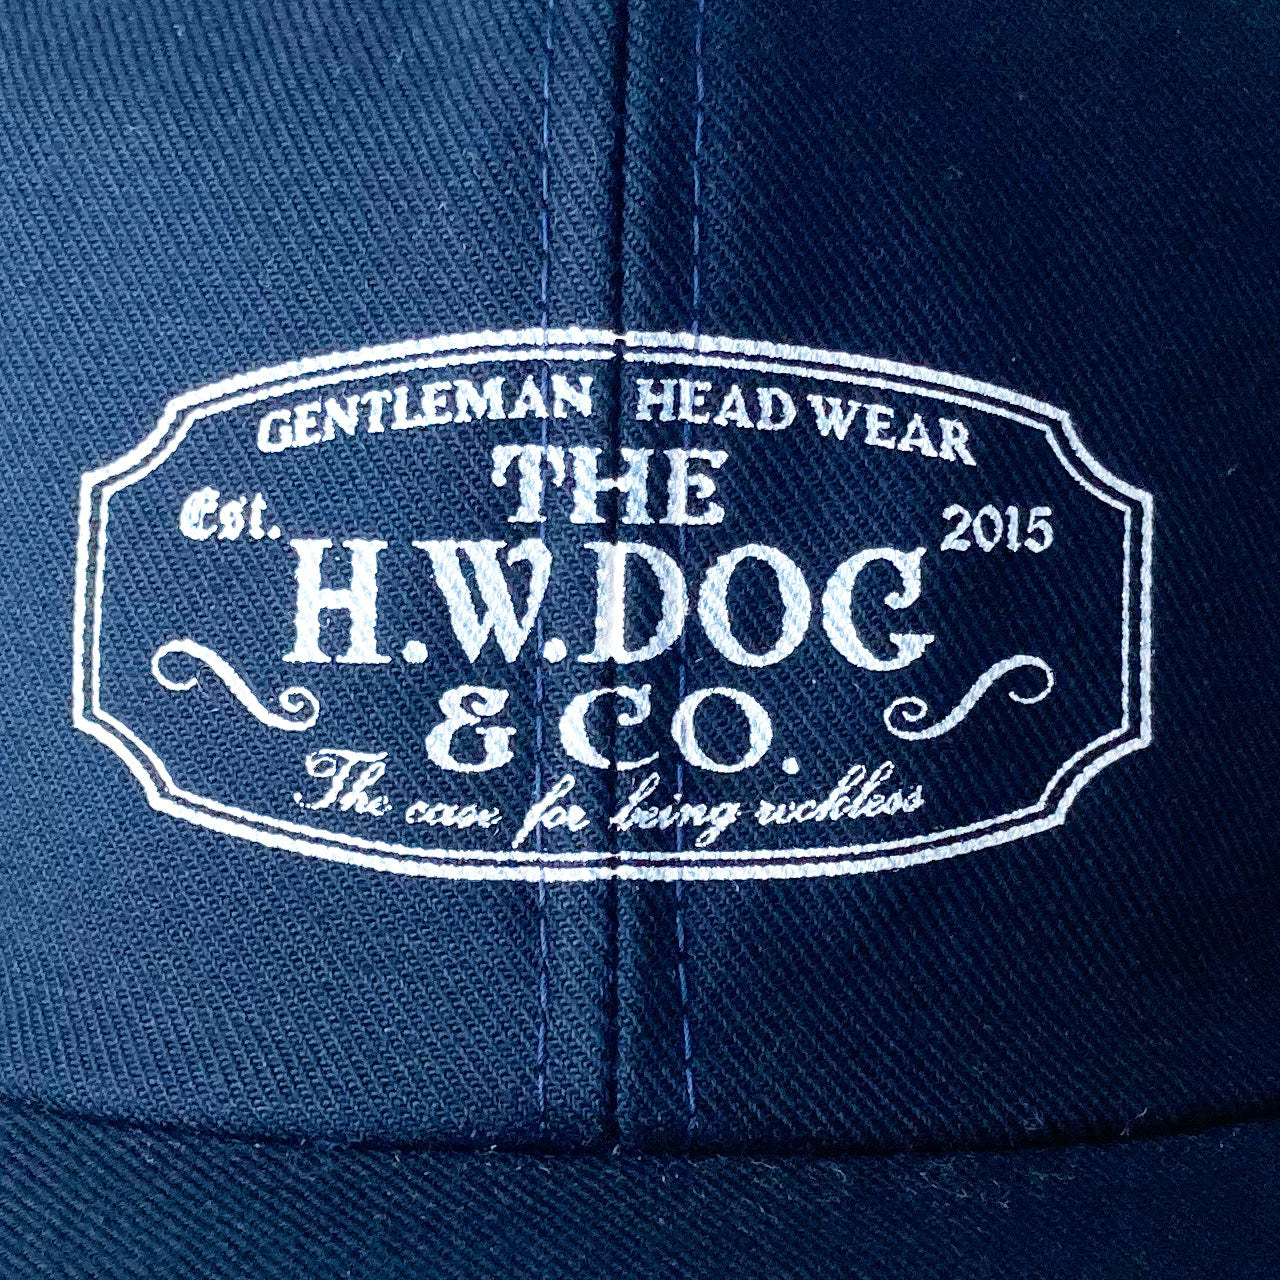 GENTLEMAN HEAD WEAR
THE
Est. 2015
H.W.DOG
& CO.
The case for being reckless